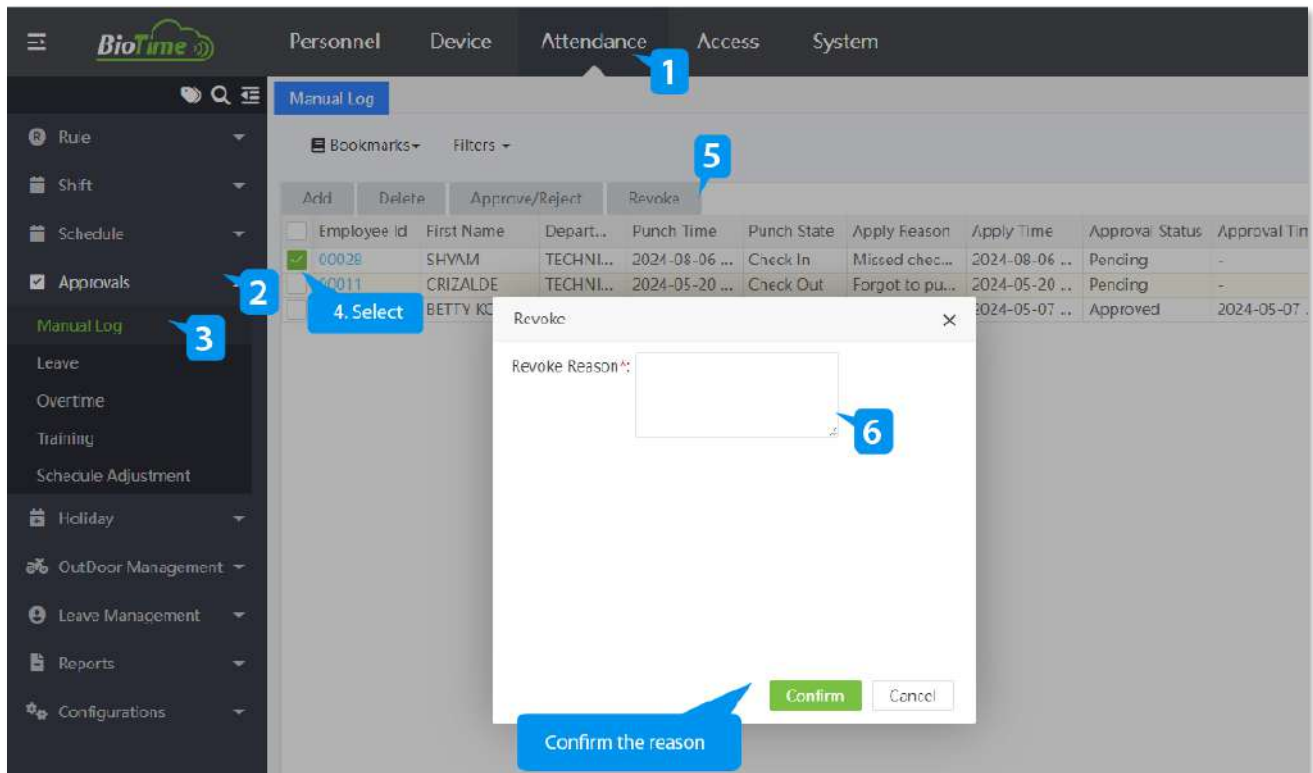 BioTime
Personnel Device Attendance Access System
1
Manual Log
Rule
Bookmarks Filters
5
Shift
Add Delete Approve/Reject Revoke
Schedule
Employee Id First Name Depart... Punch Time Punch State Apply Reason Apply Time Approval Status Approval Tim
00028 SHYAM TECHNI... 2024-08-06 ... Check In Missed chec... 2024-08-06 ... Pending -
Approvals
2
00011 CRIZALDE TECHNI... 2024-05-20 ... Check Out Forgot to pu... 2024-05-20 ... Pending -
4. Select
BETTY KO 2024-05-07 ... Approved 2024-05-07 .
Revoke ×
Manual Log
3
Revoke Reason*:
6
Leave
Overtime
Training
Schedule Adjustment
Holiday
OutDoor Management
Leave Management
Reports
Configurations
Confirm Cancel
Confirm the reason